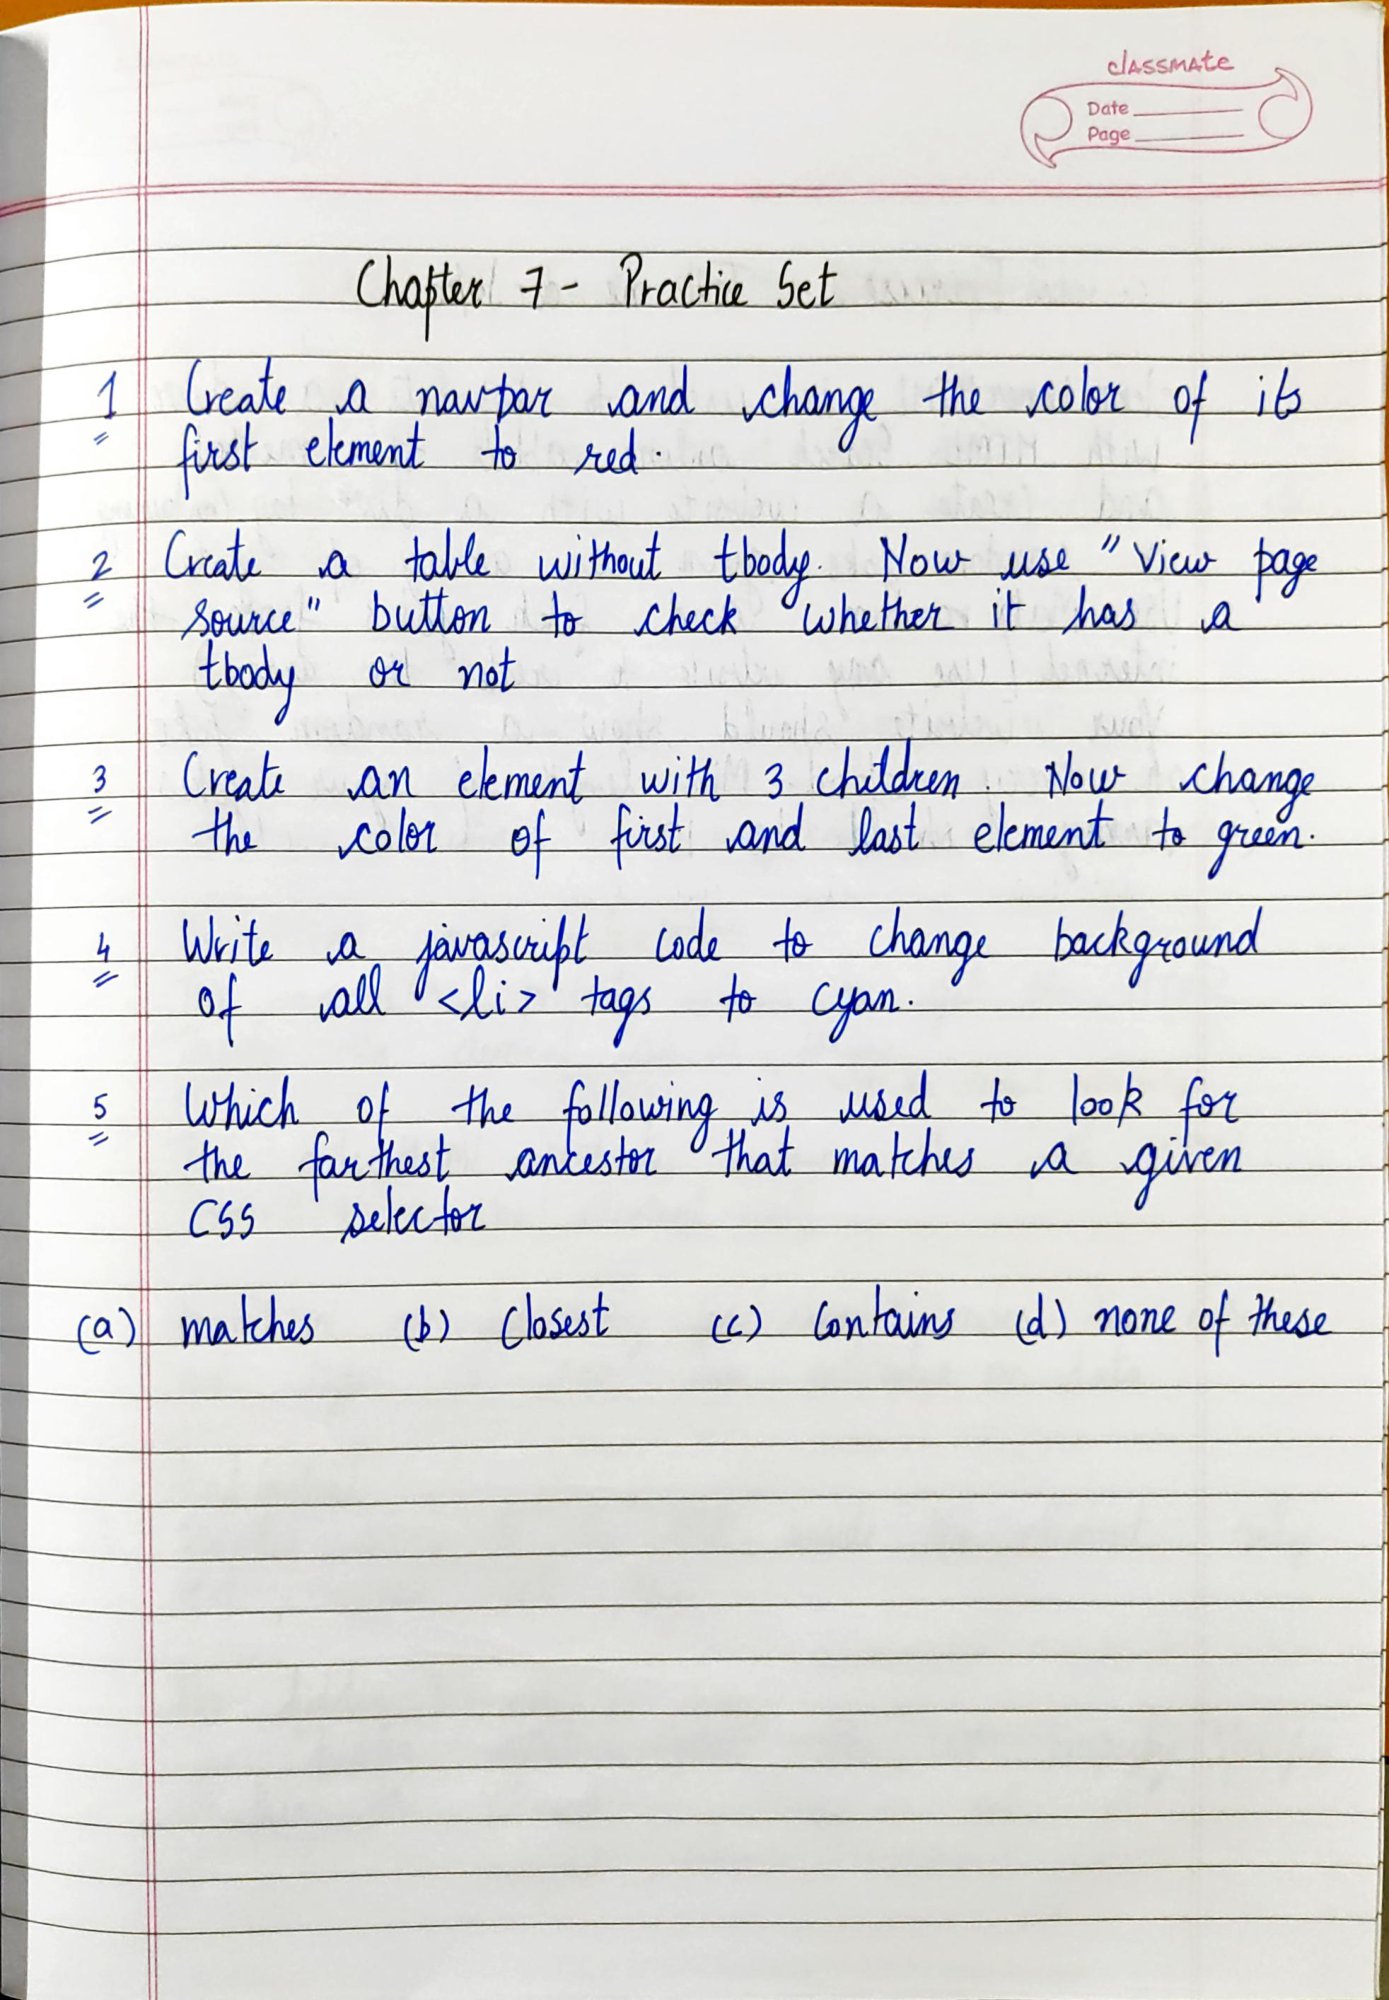 classmate
Date
Page
Chapter 7 - Practice Set
1 Create a navbar and change the color of its
first element to red.
2 Create a table without tbody. Now use "View page
source" button to check whether it has a
tbody or not
3 Create an element with 3 children. Now change
the color of first and last element to green.
4 Write a javascript code to change background
of all <li> tags to cyan.
5 Which of the following is used to look for
the farthest ancestor that matches a given
CSS selector
(a) matches (b) closest (c) contains (d) none of these